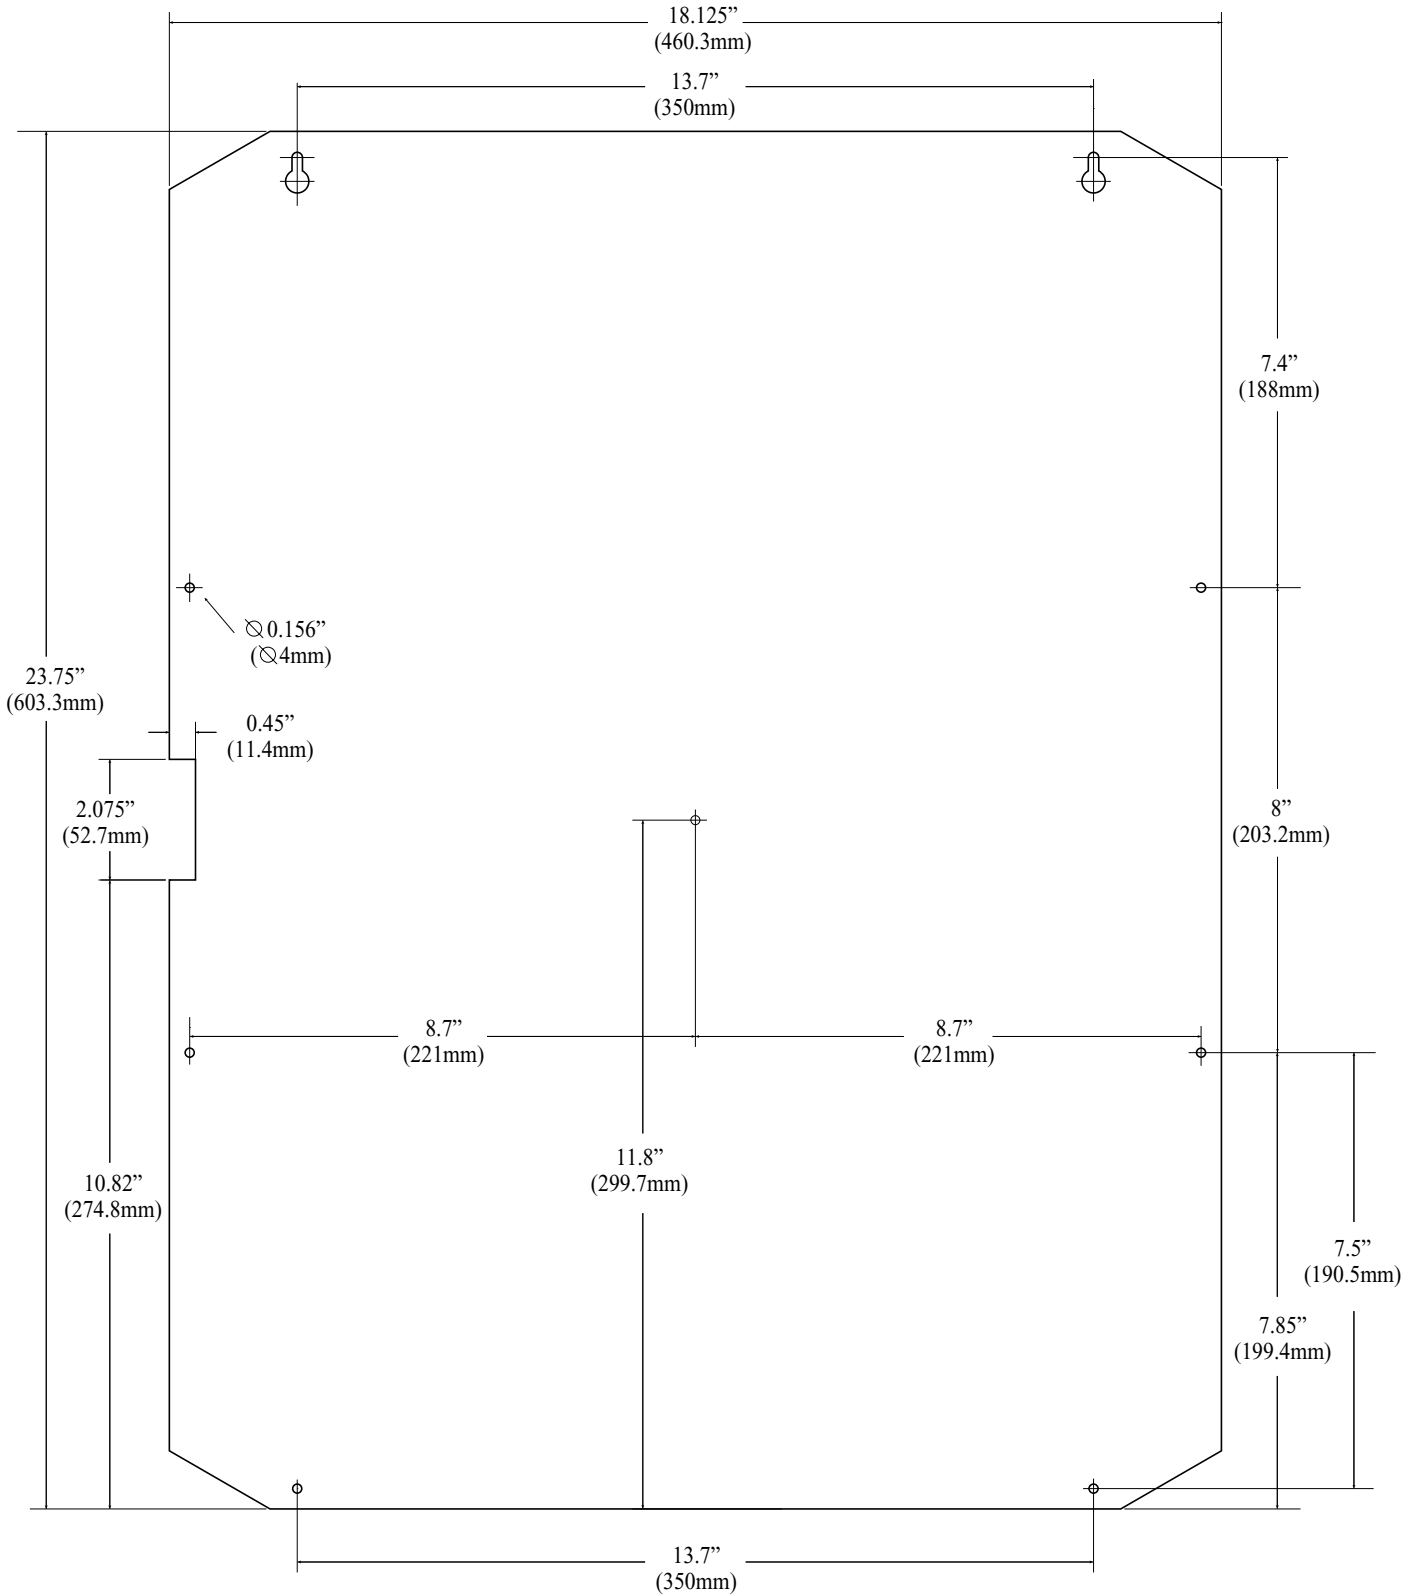 18.125”
(460.3mm)
13.7”
(350mm)
7.4”
(188mm)
∅ 0.156”
(∅4mm)
23.75”
(603.3mm)
0.45”
(11.4mm)
2.075”
(52.7mm)
8”
(203.2mm)
8.7”
(221mm)
8.7”
(221mm)
11.8”
(299.7mm)
10.82”
(274.8mm)
7.5”
(190.5mm)
7.85”
(199.4mm)
13.7”
(350mm)